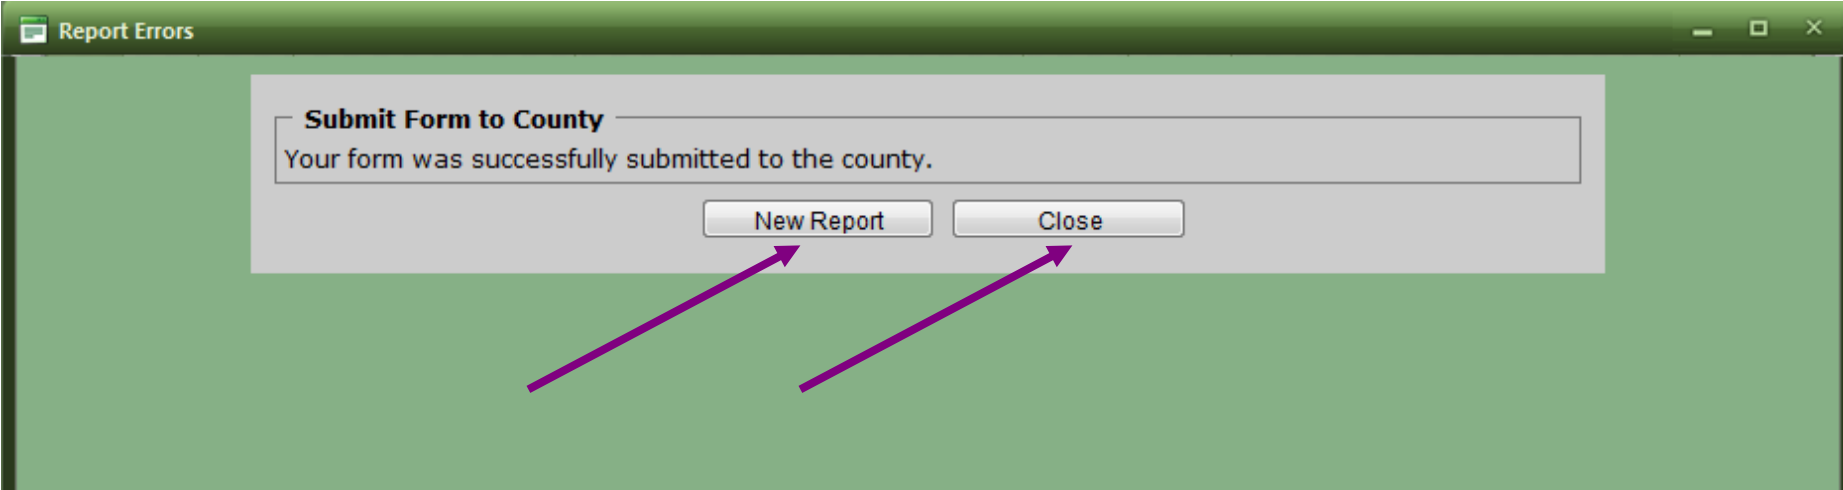 Report Errors
Submit Form to County
Your form was successfully submitted to the county.
New Report Close